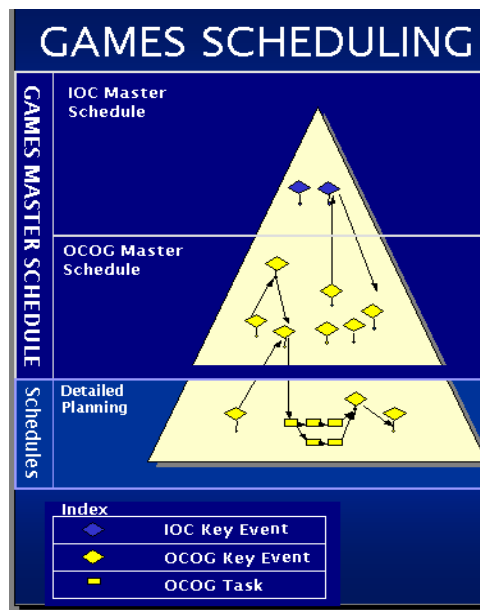 GAMES SCHEDULING
GAMES MASTER SCHEDULE
IOC Master
Schedule
OCOG Master
Schedule
Schedules
Detailed
Planning
Index
IOC Key Event
OCOG Key Event
OCOG Task